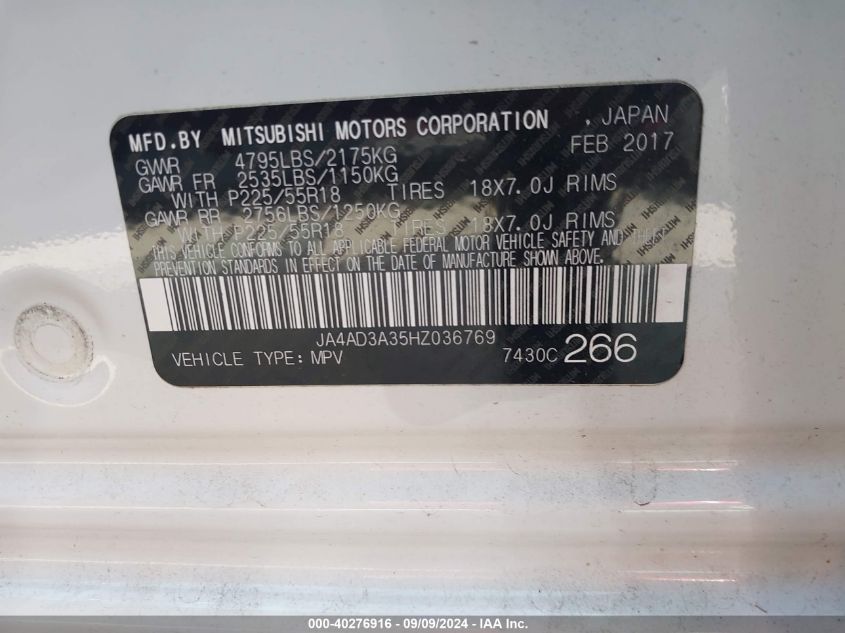 MFD.BY MITSUBISHI MOTORS CORPORATION , JAPAN
GVWR 4795LBS/2175KG FEB 2017
GAWR FR 2535LBS/1150KG
WITH P225/55R18 TIRES 18X7.0J RIMS
GAWR RR 2756LBS/1250KG
WITH P225/55R18 TIRES 18X7.0J RIMS
THIS VEHICLE CONFORMS TO ALL APPLICABLE FEDERAL MOTOR VEHICLE SAFETY AND THEFT
PREVENTION STANDARDS IN EFFECT ON THE DATE OF MANUFACTURE SHOWN ABOVE.
JA4AD3A35HZ036769
VEHICLE TYPE: MPV 7430C 266
000-40276916 - 09/09/2024 - IAA Inc.